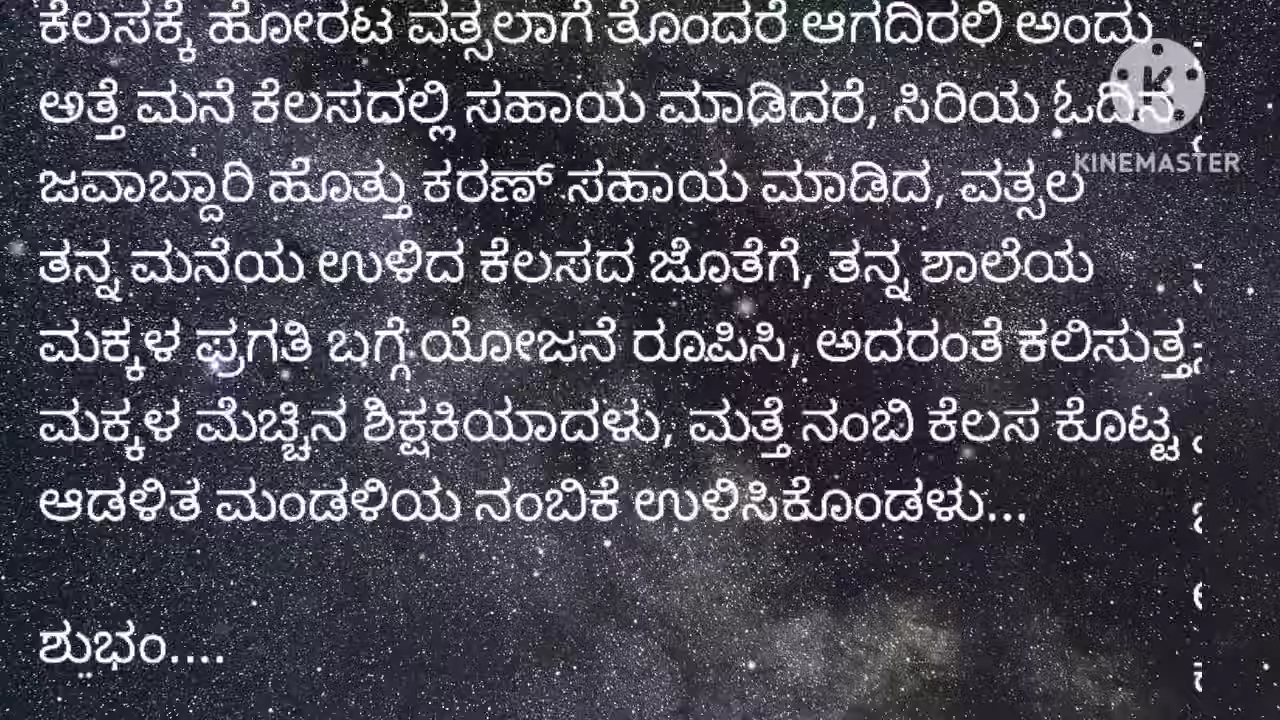 ಕೆಲಸಕ್ಕೆ ಹೋರಟ ವತ್ಸಲಾಗೆ ತೊಂದರೆ ಆಗದಿರಲಿ ಅಂದು
ಅತ್ತೆ ಮನೆ ಕೆಲಸದಲ್ಲಿ ಸಹಾಯ ಮಾಡಿದರೆ, ಸಿರಿಯ ಓದಿನ
ಜವಾಬ್ದಾರಿ ಹೊತ್ತು ಕರಣ್ ಸಹಾಯ ಮಾಡಿದ, ವತ್ಸಲ
ತನ್ನ ಮನೆಯ ಉಳಿದ ಕೆಲಸದ ಜೊತೆಗೆ, ತನ್ನ ಶಾಲೆಯ
ಮಕ್ಕಳ ಪ್ರಗತಿ ಬಗ್ಗೆ ಯೋಜನೆ ರೂಪಿಸಿ, ಅದರಂತೆ ಕಲಿಸುತ್ತ
ಮಕ್ಕಳ ಮೆಚ್ಚಿನ ಶಿಕ್ಷಕಿಯಾದಳು, ಮತ್ತೆ ನಂಬಿ ಕೆಲಸ ಕೊಟ್ಟ
ಆಡಳಿತ ಮಂಡಳಿಯ ನಂಬಿಕೆ ಉಳಿಸಿಕೊಂಡಳು...
ಶುಭಂ....
KINEMASTER